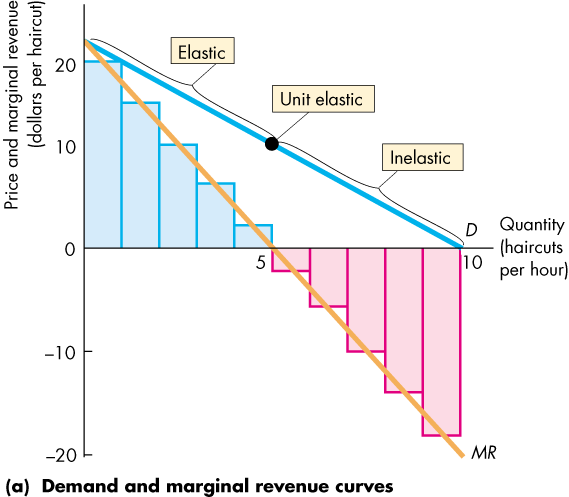 Price and marginal revenue
(dollars per haircut)
Elastic
20
Unit elastic
10
Inelastic
D
Quantity
(haircuts
per hour)
0
5
10
–10
–20
MR
(a) Demand and marginal revenue curves